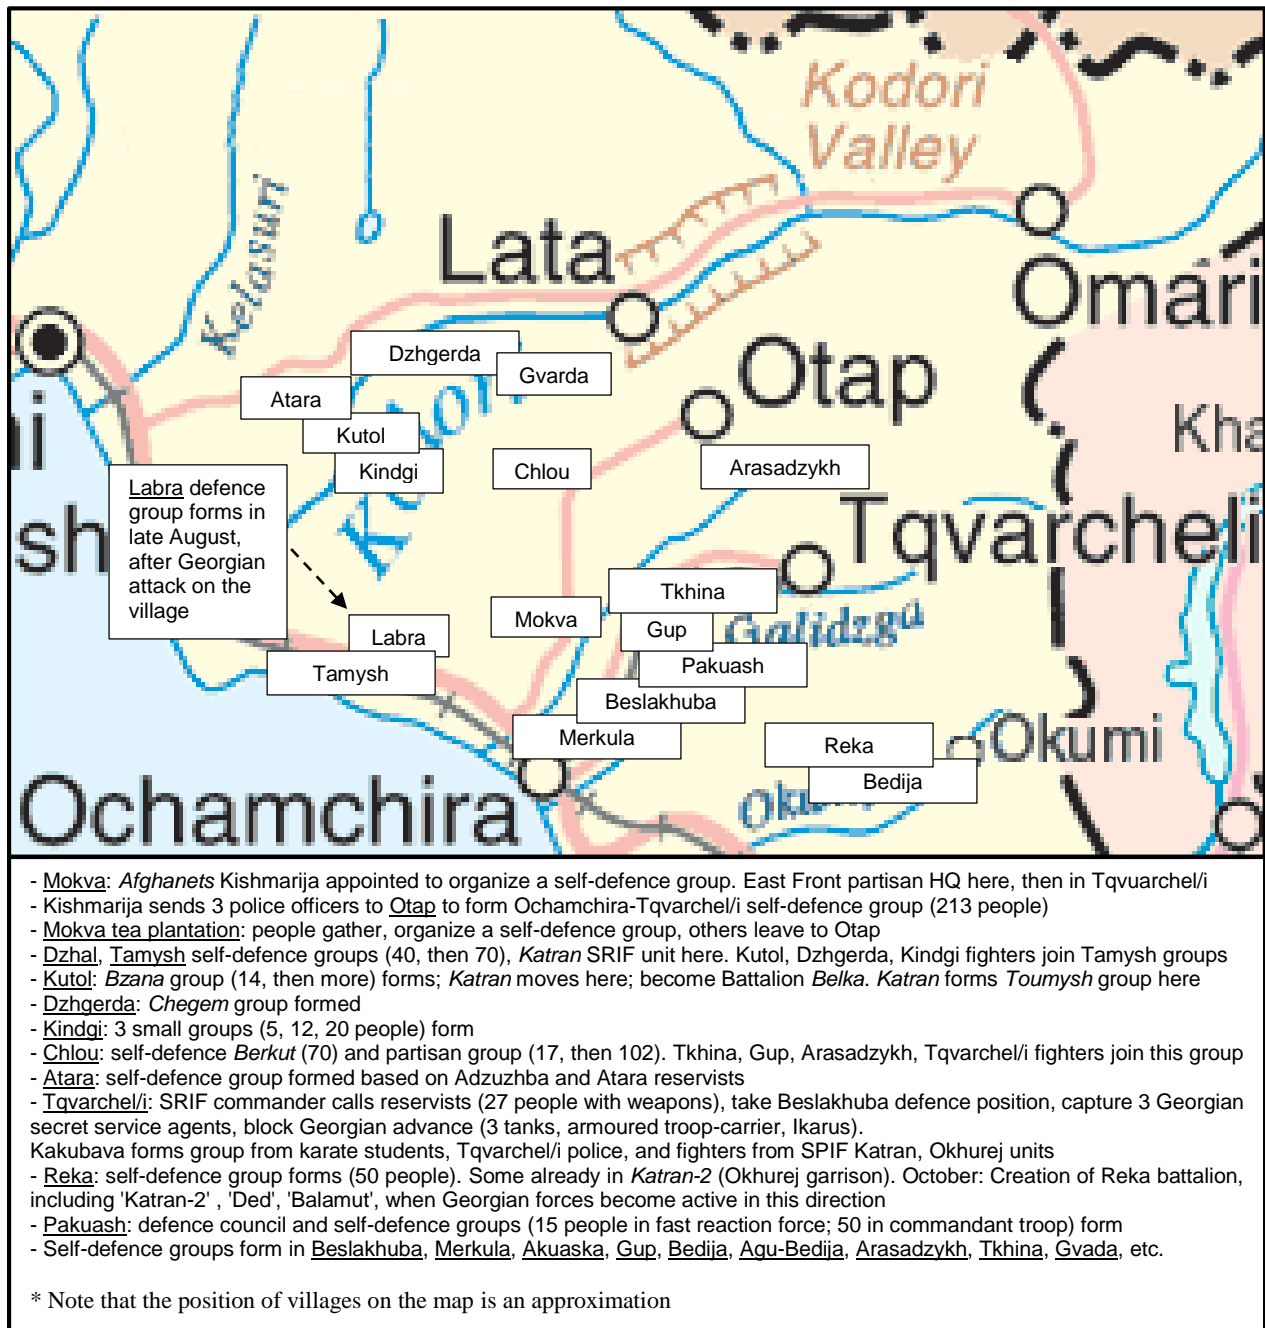 Kodori
Valley
Kelasuri
Lata
Omari
Dzhgerda
Gvarda
Otap
Atara
Kha
Kutol
ni
Kodori
Kindgi
Chlou
Arasadzykh
Labra defence
group forms in
late August,
after Georgian
attack on the
village
sh
Tqvarcheli
Tkhina
Mokva
Galidzga
Gup
Labra
Pakuash
Tamysh
Beslakhuba
Merkula
Reka
Okumi
Bedija
Ochamchira
Oku
- Mokva: Afghanets Kishmarija appointed to organize a self-defence group. East Front partisan HQ here, then in Tqvuarchel/i
- Kishmarija sends 3 police officers to Otap to form Ochamchira-Tqvarchel/i self-defence group (213 people)
- Mokva tea plantation: people gather, organize a self-defence group, others leave to Otap
- Dzhal, Tamysh self-defence groups (40, then 70), Katran SRIF unit here. Kutol, Dzhgerda, Kindgi fighters join Tamysh groups
- Kutol: Bzana group (14, then more) forms; Katran moves here; become Battalion Belka. Katran forms Toumysh group here
- Dzhgerda: Chegem group formed
- Kindgi: 3 small groups (5, 12, 20 people) form
- Chlou: self-defence Berkut (70) and partisan group (17, then 102). Tkhina, Gup, Arasadzykh, Tqvarchel/i fighters join this group
- Atara: self-defence group formed based on Adzuzhba and Atara reservists
- Tqvarchel/i: SRIF commander calls reservists (27 people with weapons), take Beslakhuba defence position, capture 3 Georgian
secret service agents, block Georgian advance (3 tanks, armoured troop-carrier, Ikarus).
Kakubava forms group from karate students, Tqvarchel/i police, and fighters from SPIF Katran, Okhurej units
- Reka: self-defence group forms (50 people). Some already in Katran-2 (Okhurej garrison). October: Creation of Reka battalion,
including 'Katran-2' , 'Ded', 'Balamut', when Georgian forces become active in this direction
- Pakuash: defence council and self-defence groups (15 people in fast reaction force; 50 in commandant troop) form
- Self-defence groups form in Beslakhuba, Merkula, Akuaska, Gup, Bedija, Agu-Bedija, Arasadzykh, Tkhina, Gvada, etc.
* Note that the position of villages on the map is an approximation